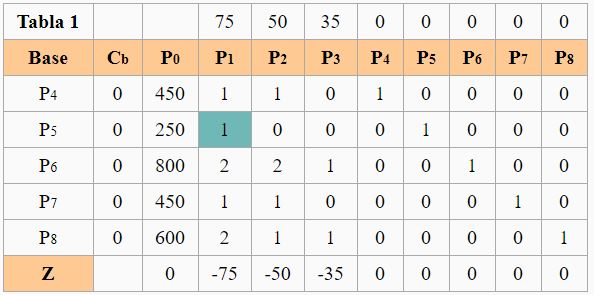 Tabla 1 75 50 35 0 0 0 0 0
Base Cb P0 P1 P2 P3 P4 P5 P6 P7 P8
P4 0 450 1 1 0 1 0 0 0 0
P5 0 250 1 0 0 0 1 0 0 0
P6 0 800 2 2 1 0 0 1 0 0
P7 0 450 1 1 0 0 0 0 1 0
P8 0 600 2 1 1 0 0 0 0 1
Z 0 -75 -50 -35 0 0 0 0 0